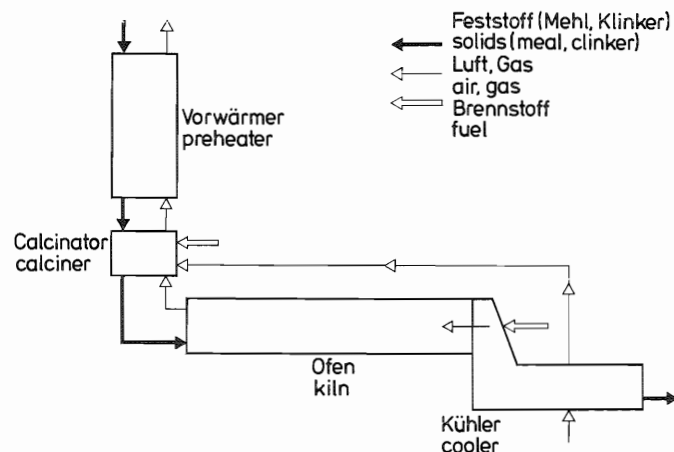 Feststoff (Mehl, Klinker)
solids (meal, clinker)
Luft, Gas
air, gas
Brennstoff
fuel
Vorwärmer
preheater
Calcinator
calciner
Ofen
kiln
Kühler
cooler